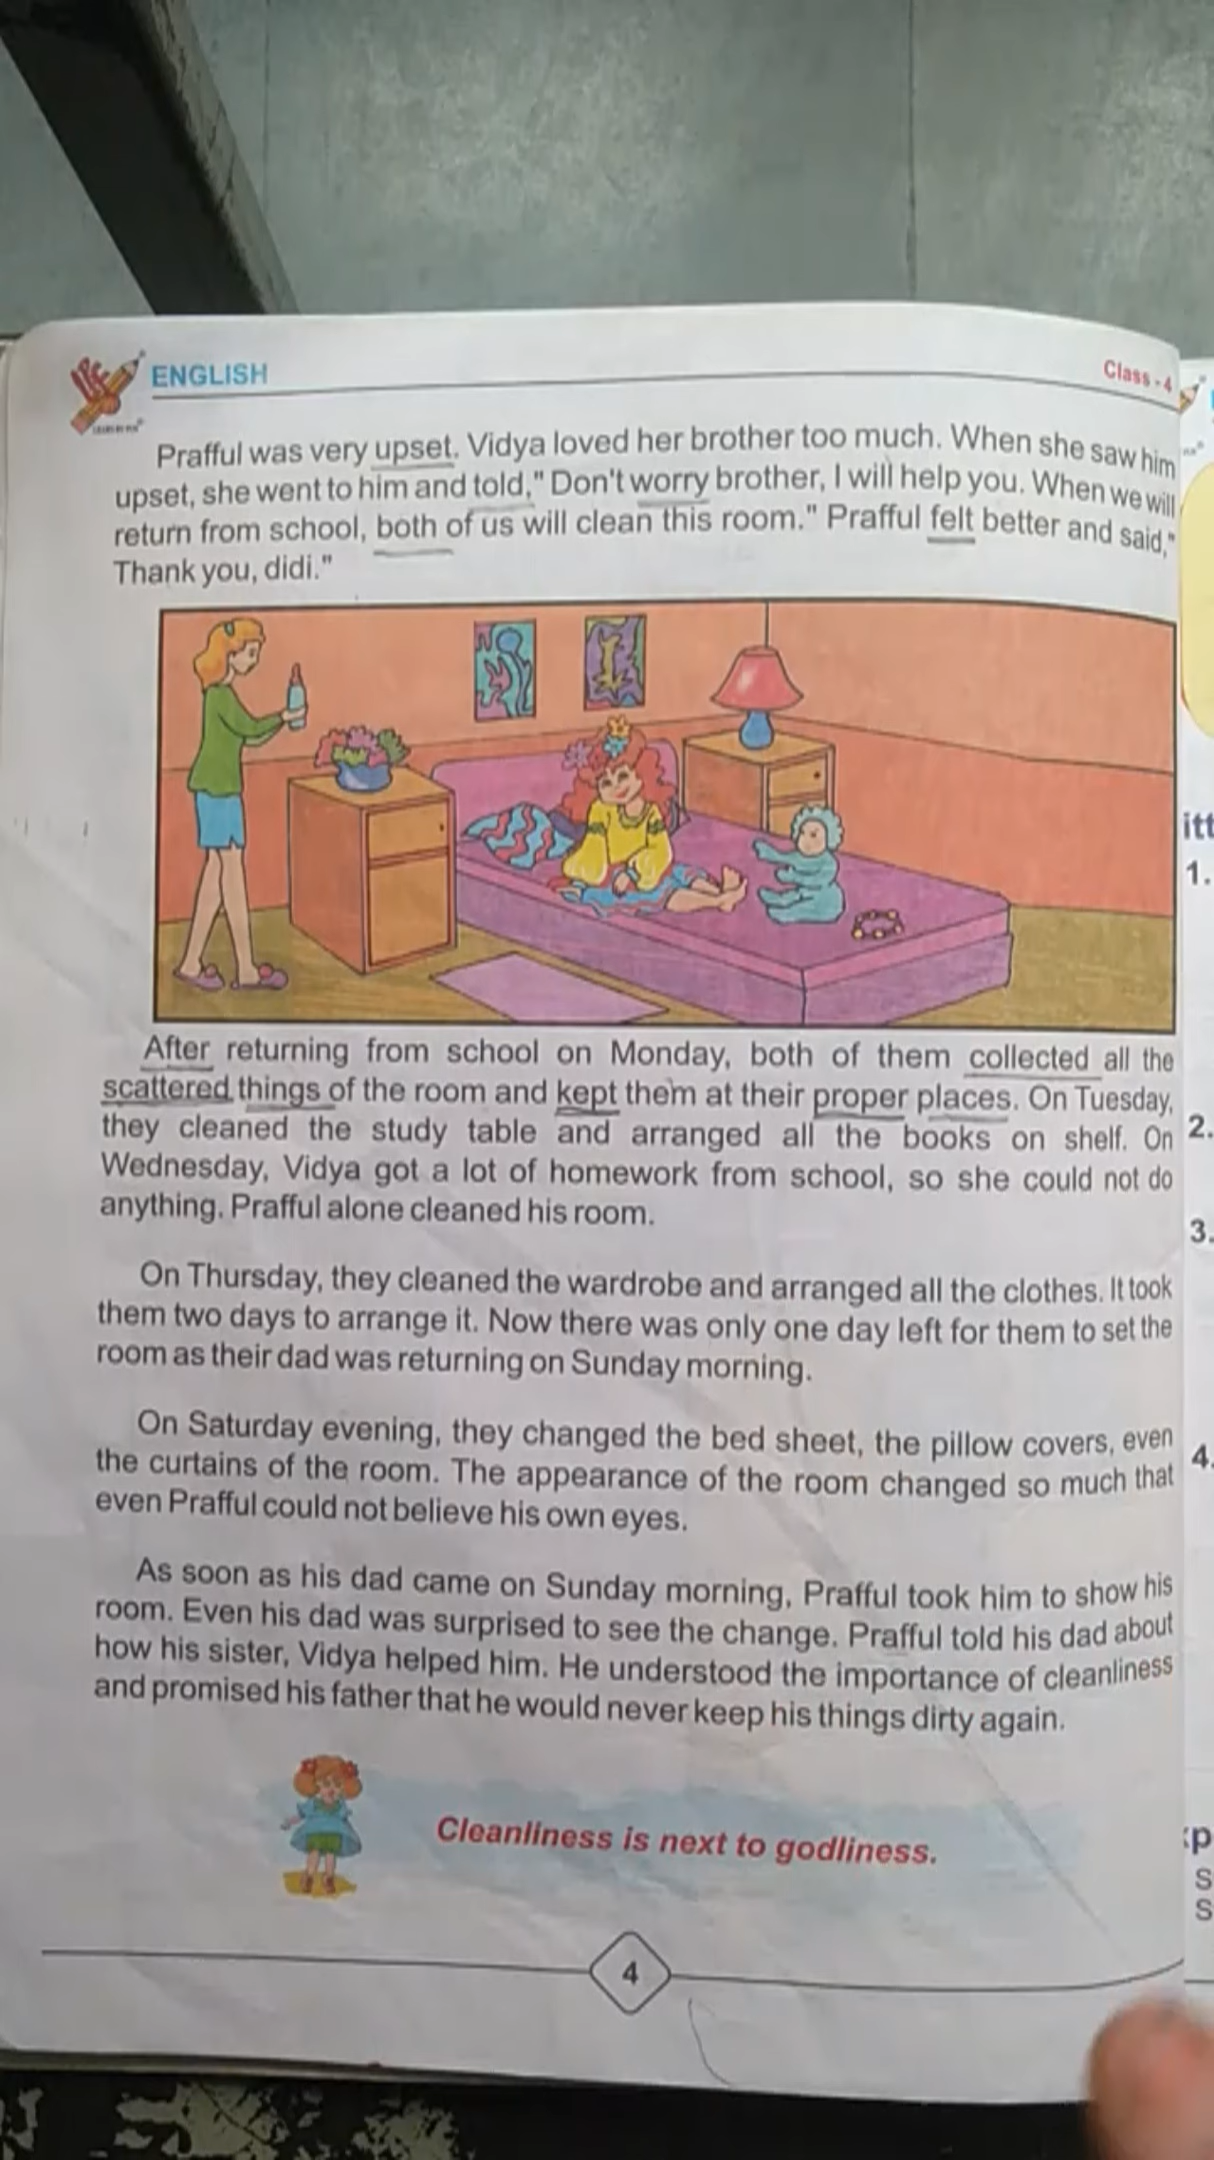 ENGLISH
Class - 4
Prafful was very upset. Vidya loved her brother too much. When she saw him
upset, she went to him and told," Don't worry brother, I will help you. When we will
return from school, both of us will clean this room." Prafful felt better and said,"
Thank you, didi."
After returning from school on Monday, both of them collected all the
scattered things of the room and kept them at their proper places. On Tuesday,
they cleaned the study table and arranged all the books on shelf. On
Wednesday, Vidya got a lot of homework from school, so she could not do
anything. Prafful alone cleaned his room.
On Thursday, they cleaned the wardrobe and arranged all the clothes. It took
them two days to arrange it. Now there was only one day left for them to set the
room as their dad was returning on Sunday morning.
On Saturday evening, they changed the bed sheet, the pillow covers, even
the curtains of the room. The appearance of the room changed so much that
even Prafful could not believe his own eyes.
As soon as his dad came on Sunday morning, Prafful took him to show his
room. Even his dad was surprised to see the change. Prafful told his dad about
how his sister, Vidya helped him. He understood the importance of cleanliness
and promised his father that he would never keep his things dirty again.
Cleanliness is next to godliness.
4
itt
1.
2.
3.
4.
S
S